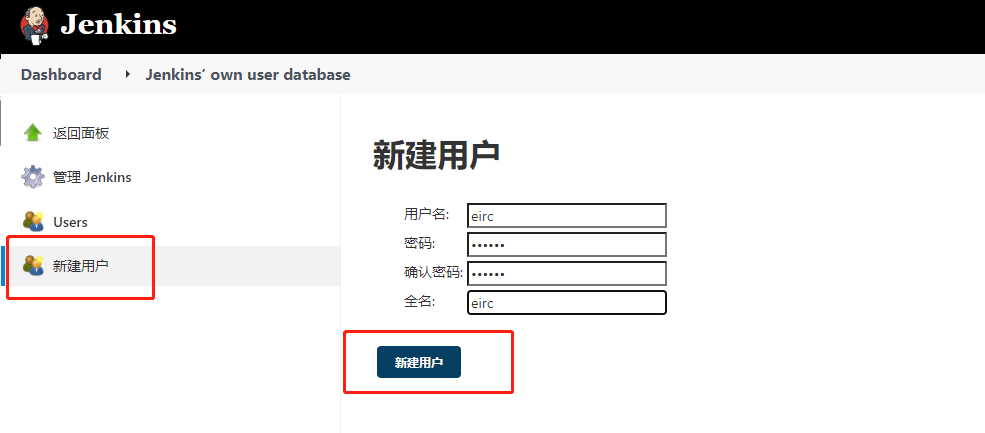 Jenkins
Dashboard Jenkins' own user database
返回面板
管理 Jenkins
Users
新建用户
新建用户
用户名: eirc
密码: ••••••
确认密码: ••••••
全名: eirc
新建用户